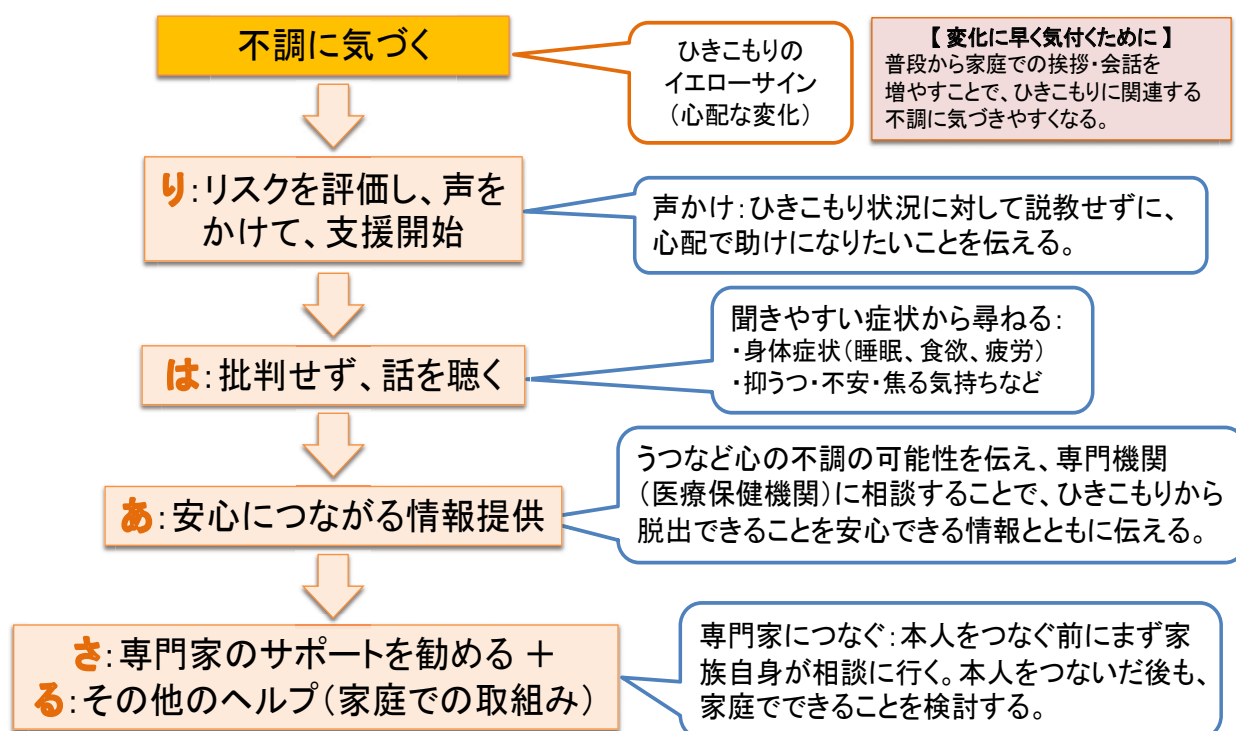 不調に気づく
ひきこもりの
イエローサイン
（心配な変化）
【 変化に早く気付くために 】
普段から家庭での挨拶・会話を
増やすことで、ひきこもりに関連する
不調に気づきやすくなる。
り：リスクを評価し、声を
かけて、支援開始
声かけ：ひきこもり状況に対して説教せずに、
心配で助けになりたいことを伝える。
は：批判せず、話を聴く
聞きやすい症状から尋ねる：
・身体症状（睡眠、食欲、疲労）
・抑うつ・不安・焦る気持ちなど
あ：安心につながる情報提供
うつなど心の不調の可能性を伝え、専門機関
（医療保健機関）に相談することで、ひきこもりから
脱出できることを安心できる情報とともに伝える。
さ：専門家のサポートを勧める ＋
る：その他のヘルプ（家庭での取組み）
専門家につなぐ：本人をつなぐ前にまず家
族自身が相談に行く。本人をつないだ後も、
家庭でできることを検討する。